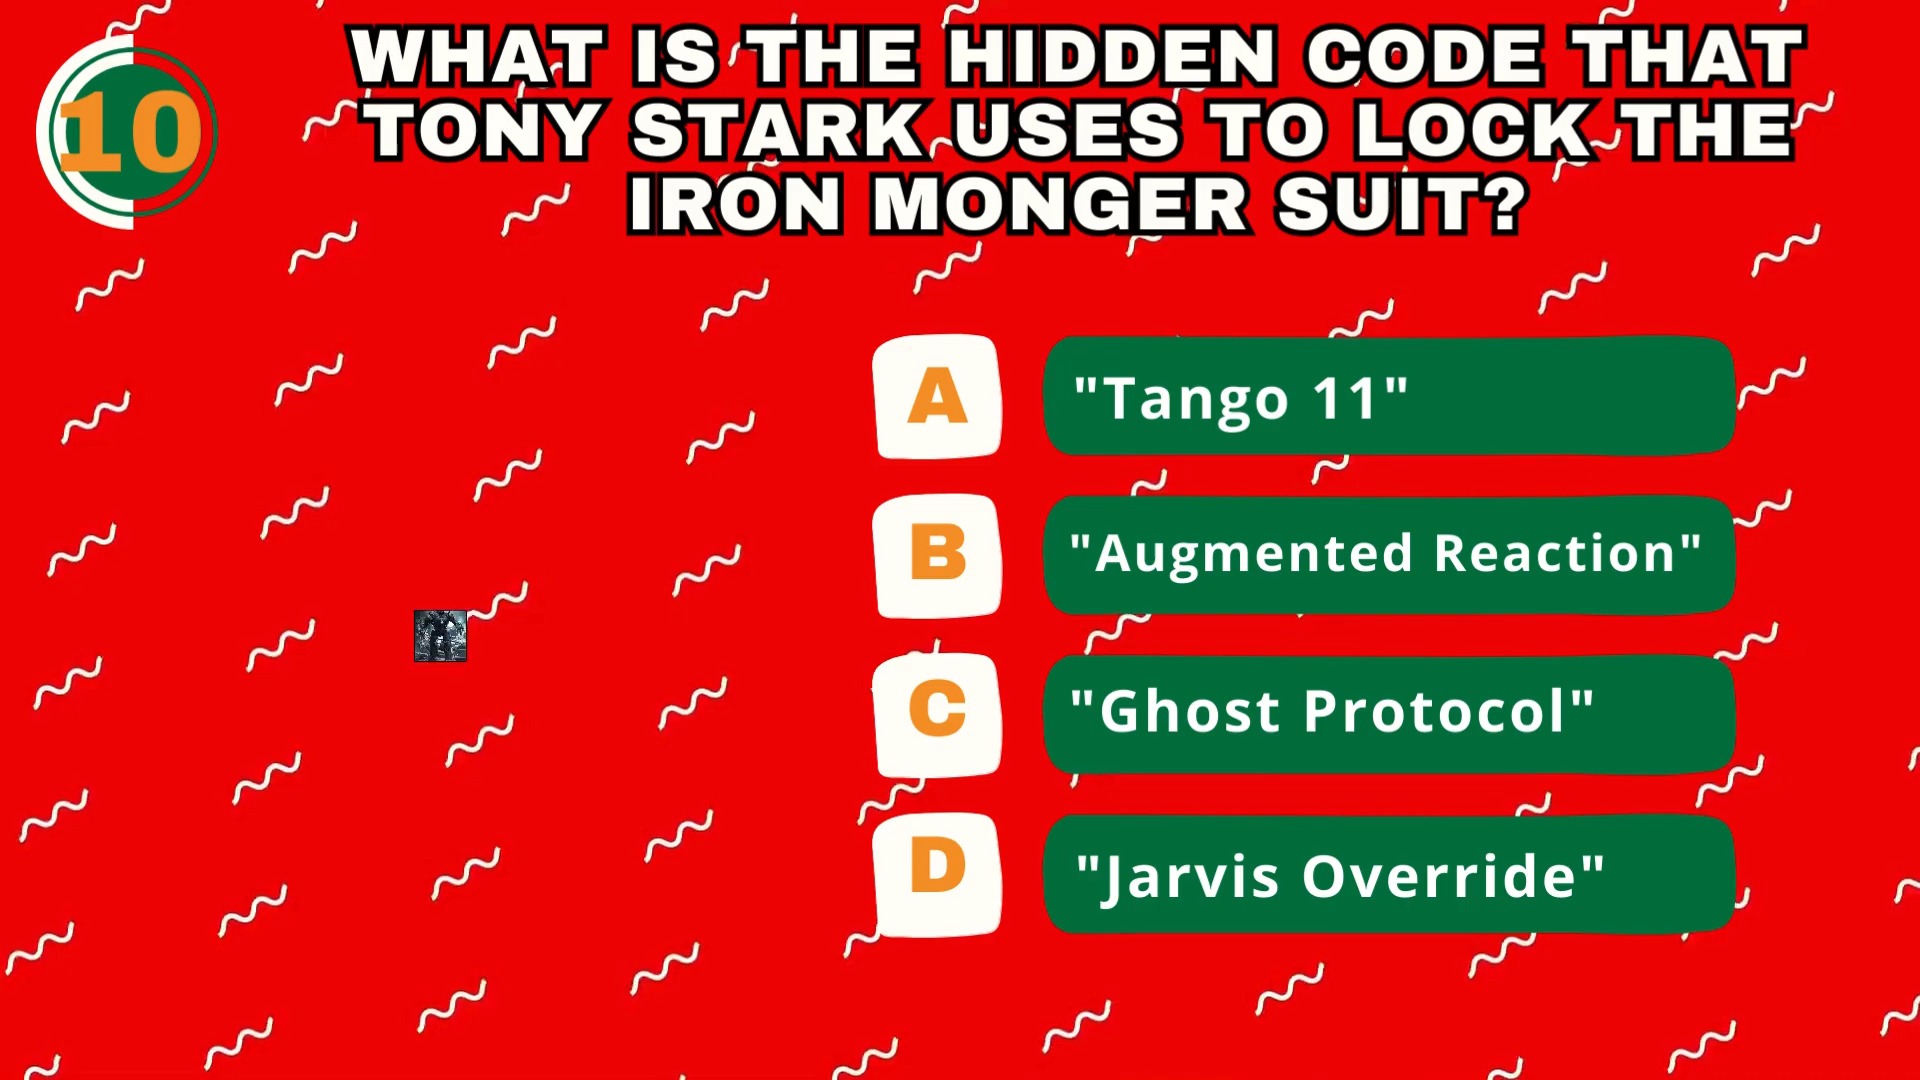 10
WHAT IS THE HIDDEN CODE THAT
TONY STARK USES TO LOCK THE
IRON MONGER SUIT?
A
"Tango 11"
B
"Augmented Reaction"
C
"Ghost Protocol"
D
"Jarvis Override"